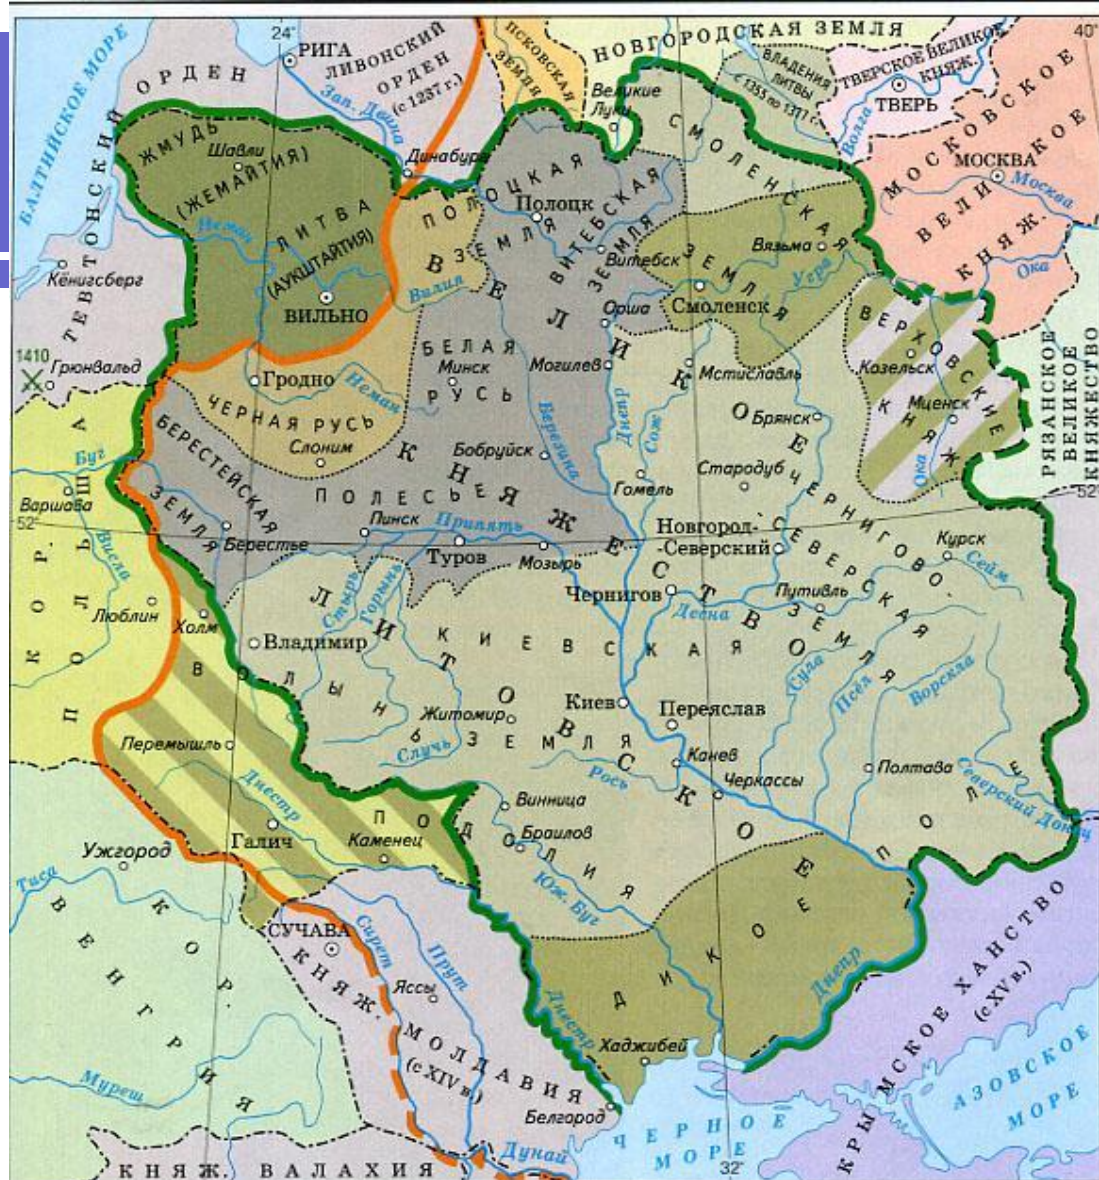 24°
40°
БАЛТИЙСКОЕ МОРЕ
ТЕВТОНСКИЙ ОРДЕН
РИГА
ЛИВОНСКИЙ
ОРДЕН
(с 1237 г.)
Зап. Двина
ПСКОВСКАЯ
ЗЕМЛЯ
НОВГОРОДСКАЯ ЗЕМЛЯ
Великие
Луки
ВЛАДЕНИЯ
ЛИТВЫ
с 1355 по 1377 г.
ТВЕРСКОЕ ВЕЛИКОЕ
КНЯЖ.
ТВЕРЬ
Волга
МОСКОВСКОЕ
ВЕЛИКОЕ
КНЯЖ.
МОСКВА
Москва
Ока
ЖМУДЬ
(ЖЕМАЙТИЯ)
Шавли
Динабург
Неман
ЛИТВА
(АУКШТАЙТИЯ)
ВИЛЬНО
Вилия
ПОЛОЦКАЯ
ЗЕМЛЯ
Полоцк
ВИТЕБСКАЯ
ЗЕМЛЯ
Витебск
СМОЛЕНСКАЯ
ЗЕМЛЯ
Вязьма
Угра
Смоленск
Орша
Кёнигсберг
1410
Грюнвальд
Гродно
Неман
ЧЕРНАЯ РУСЬ
Слоним
БЕЛАЯ
РУСЬ
Минск
Могилев
Мстиславль
Березина
Днепр
Сож
Бобруйск
Гомель
Брянск
Стародуб
ВЕРХОВСКИЕ
КНЯЖ.
Козельск
Мценск
Ока
РЯЗАНСКОЕ
ВЕЛИКОЕ
КНЯЖЕСТВО
52°
52°
КОР.
ПОЛЬША
Буг
Варшава
Висла
Люблин
БЕРЕСТЕЙСКАЯ
ЗЕМЛЯ
Берестье
ПОЛЕСЬЕ
Пинск
Припять
Туров
Мозырь
Новгород-
-Северский
ЧЕРНИГОВО-
-СЕВЕРСКАЯ
ЗЕМЛЯ
Курск
Сейм
Путивль
Чернигов
Десна
ВЕЛИКОЕ
КНЯЖЕСТВО
ЛИТОВСКОЕ
Холм
Владимир
Стырь
Горынь
ВОЛЫНЬ
КИЕВСКАЯ
ЗЕМЛЯ
Житомир
Случь
Киев
Переяслав
Канев
Рось
Черкассы
Сула
Псёл
Ворскла
Полтава
Северский Донец
Перемышль
Днестр
Галич
Каменец
ПОДОЛИЯ
Винница
Браилов
Юж. Буг
ДИКОЕ
ПОЛЕ
Днепр
Днестр
Хаджибей
Белгород
Ужгород
Тиса
КОР.
ВЕНГРИЯ
Муреш
СУЧАВА
КНЯЖ.
МОЛДАВИЯ
(с XIV в.)
Сирет
Прут
Яссы
Дунай
КНЯЖ. ВАЛАХИЯ
ЧЕРНОЕ
МОРЕ
32°
КРЫМСКОЕ ХАНСТВО
(с XV в.)
АЗОВСКОЕ
МОРЕ